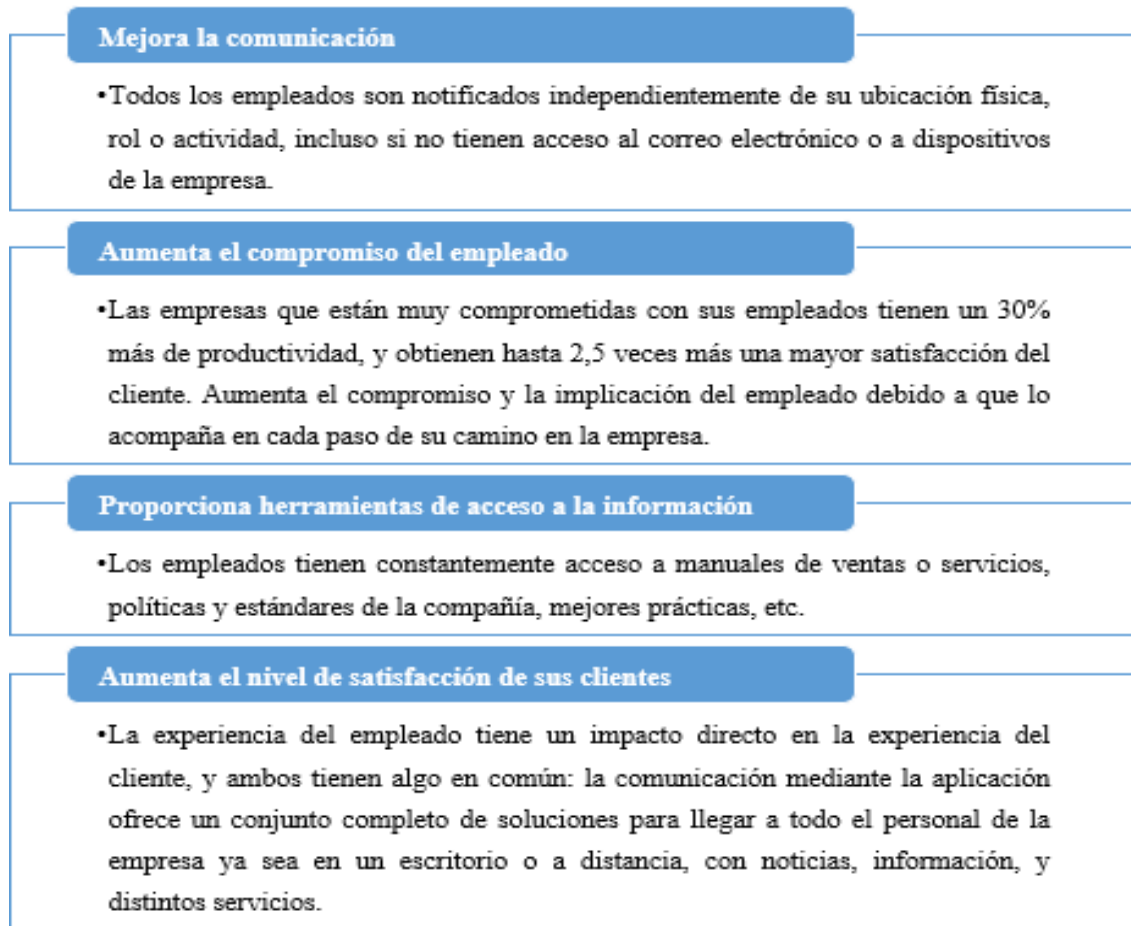 Mejora la comunicación
•Todos los empleados son notificados independientemente de su ubicación física,
rol o actividad, incluso si no tienen acceso al correo electrónico o a dispositivos
de la empresa.
Aumenta el compromiso del empleado
•Las empresas que están muy comprometidas con sus empleados tienen un 30%
más de productividad, y obtienen hasta 2,5 veces más una mayor satisfacción del
cliente. Aumenta el compromiso y la implicación del empleado debido a que lo
acompaña en cada paso de su camino en la empresa.
Proporciona herramientas de acceso a la información
•Los empleados tienen constantemente acceso a manuales de ventas o servicios,
políticas y estándares de la compañía, mejores prácticas, etc.
Aumenta el nivel de satisfacción de sus clientes
•La experiencia del empleado tiene un impacto directo en la experiencia del
cliente, y ambos tienen algo en común: la comunicación mediante la aplicación
ofrece un conjunto completo de soluciones para llegar a todo el personal de la
empresa ya sea en un escritorio o a distancia, con noticias, información, y
distintos servicios.